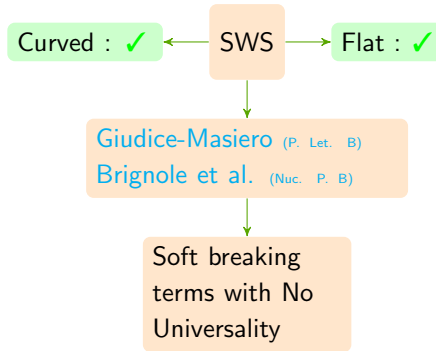 Curved : ✓
SWS
Flat : ✓
Giudice-Masiero (P. Let. B)
Brignole et al. (Nuc. P. B)
Soft breaking
terms with No
Universality